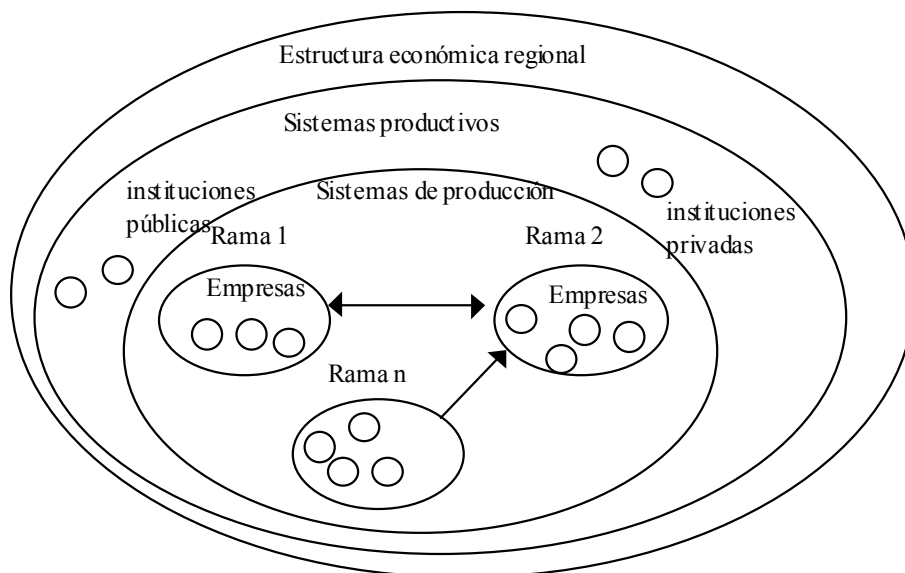 Estructura económica regional
Sistemas productivos
instituciones
públicas
Sistemas de producción
instituciones
privadas
Rama 1
Rama 2
Empresas
Empresas
Rama n